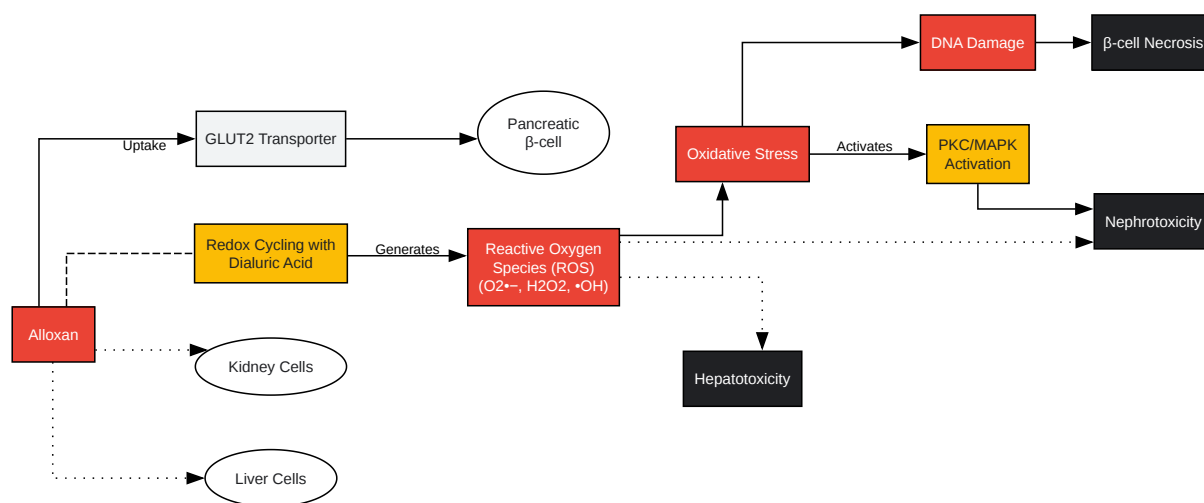 DNA Damage
β-cell Necrosis
Uptake
GLUT2 Transporter
Pancreatic
β-cell
Oxidative Stress
Activates
PKC/MAPK
Activation
Nephrotoxicity
Redox Cycling with
Dialuric Acid
Generates
Reactive Oxygen
Species (ROS)
(O2•−, H2O2, •OH)
Alloxan
Kidney Cells
Hepatotoxicity
Liver Cells